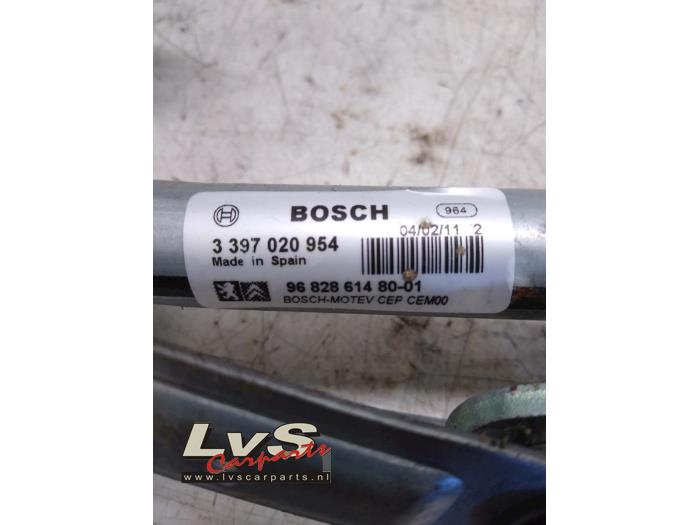 BOSCH
964
04/02/11 2
3 397 020 954
Made in Spain
96 828 614 80-01
BOSCH-MOTEV CEP CEM00
LvS
Carparts
www.lvscarparts.nl